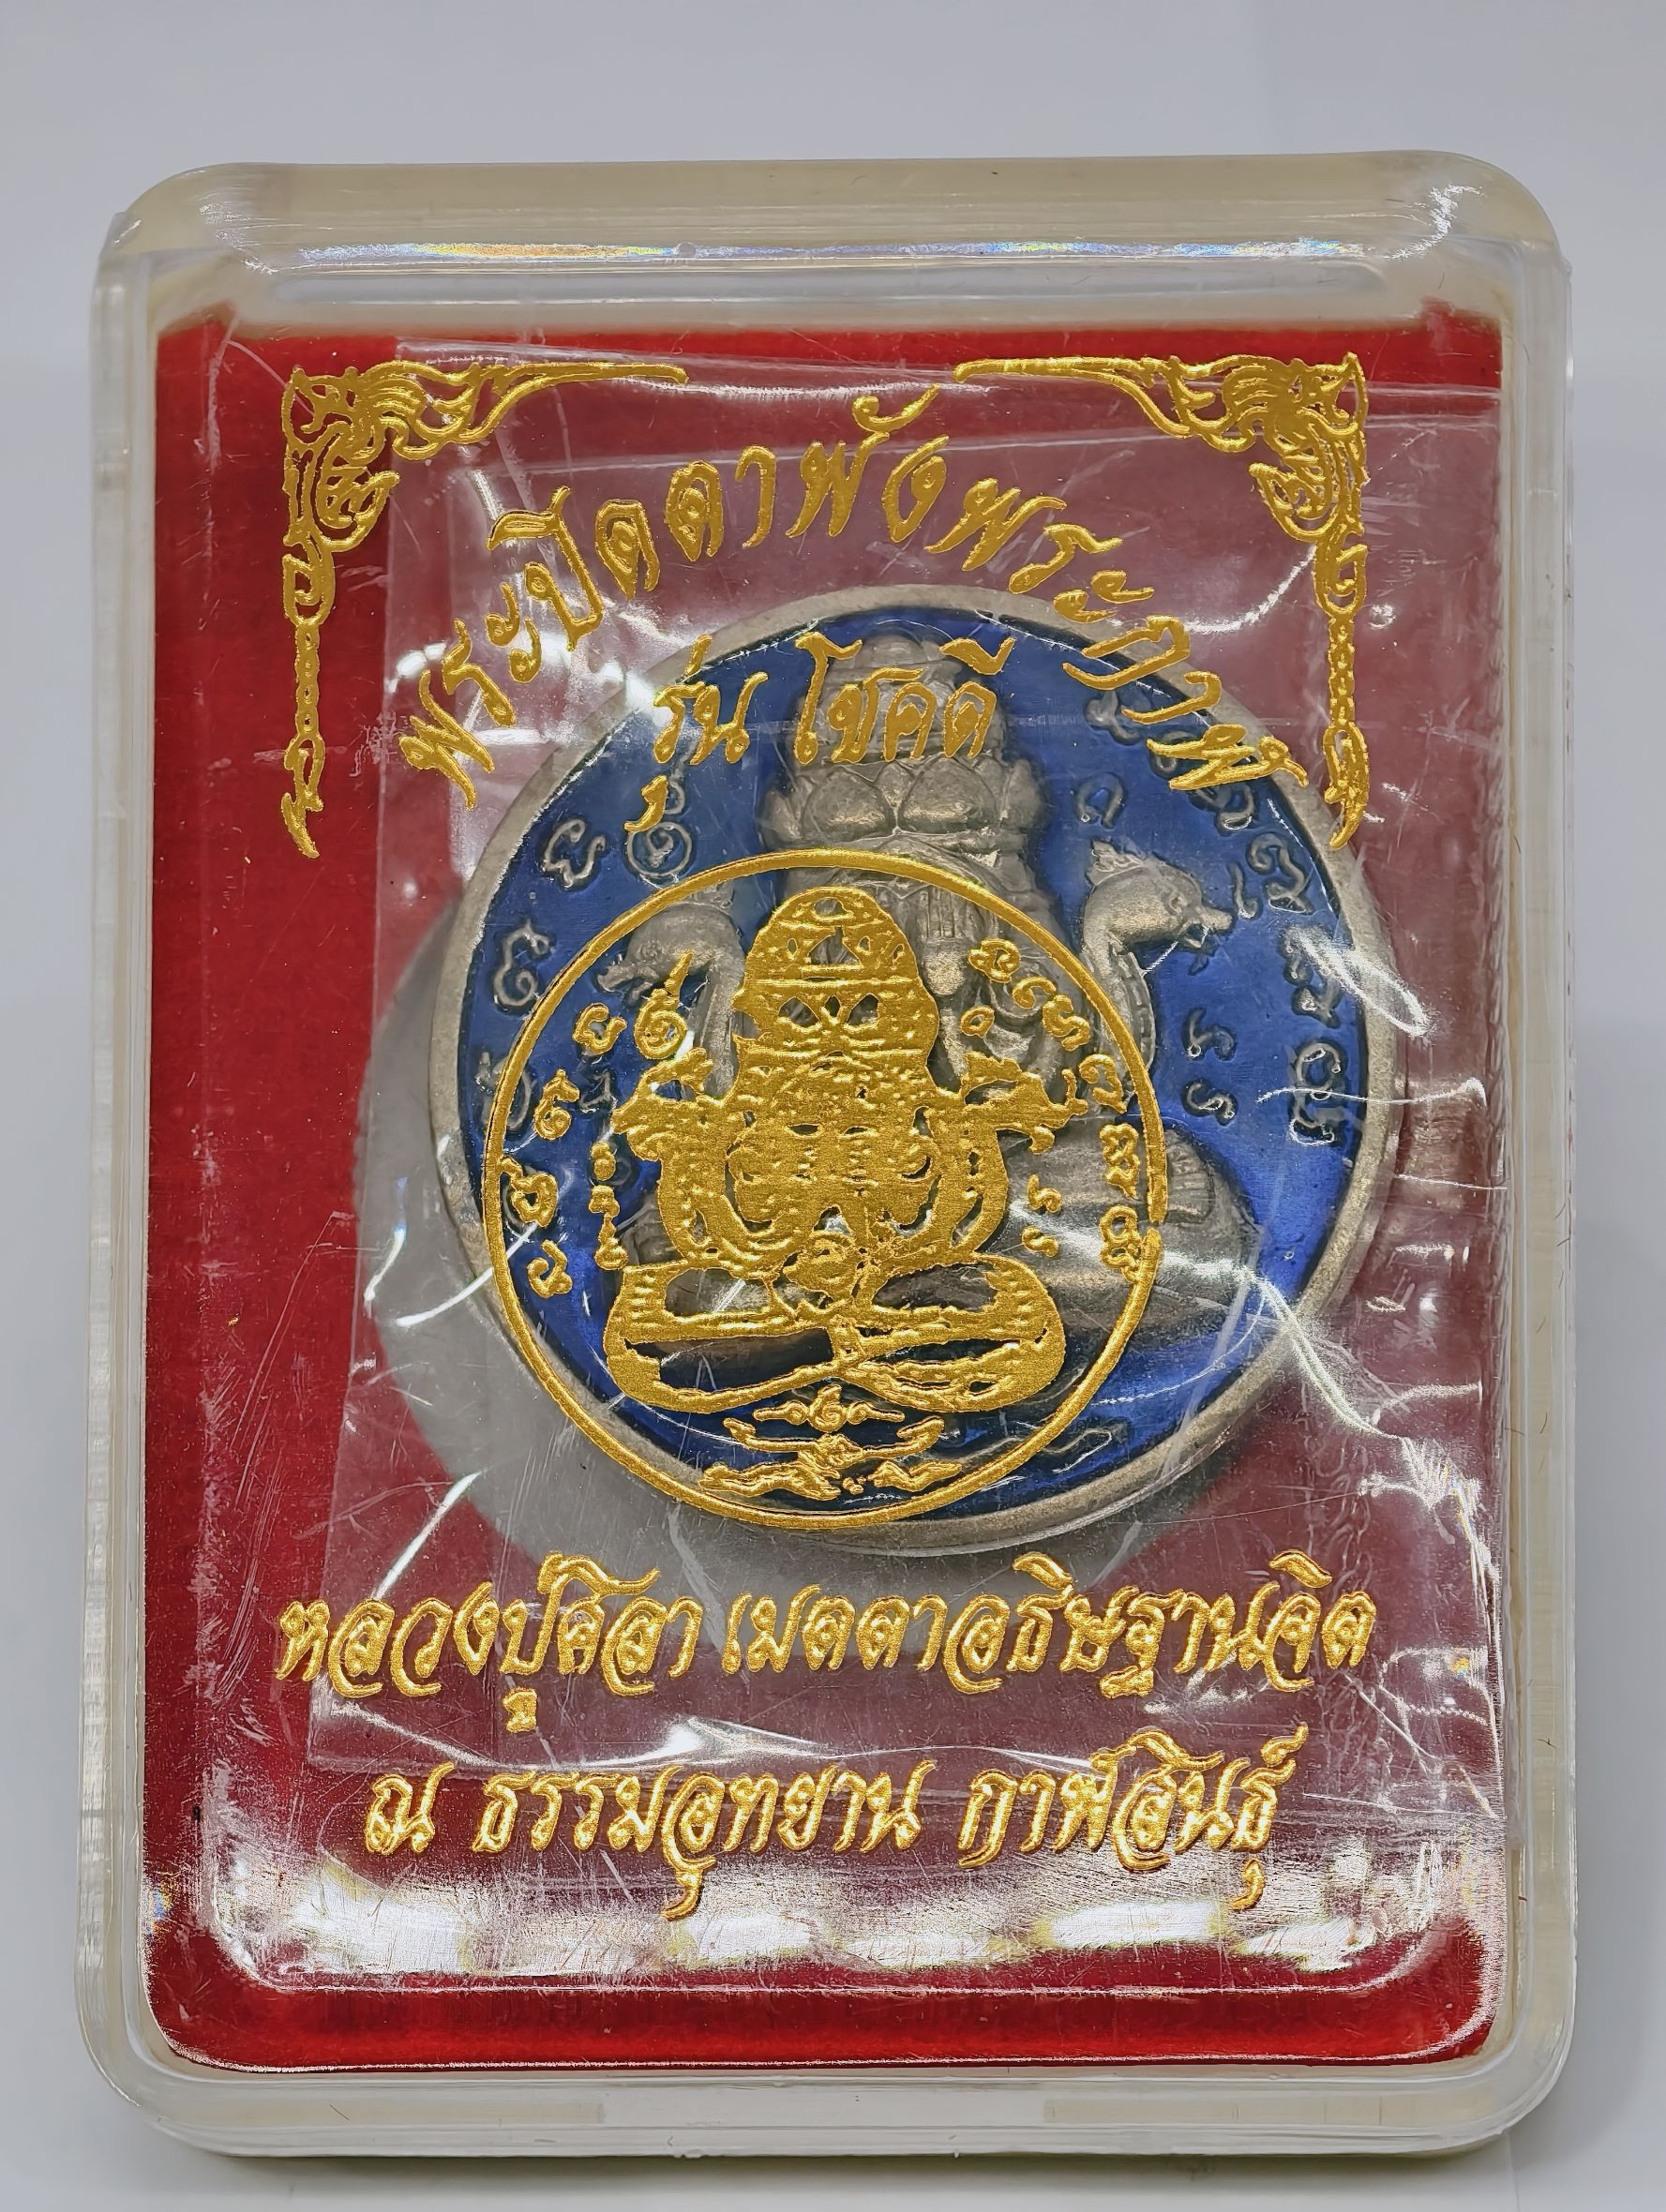 พระปิดตาพังพระกาฬ
รุ่น โชคดี
หลวงปู่ศิลา เมตตาอธิษฐานจิต
ณ ธรรมอุทยาน กาฬสินธุ์